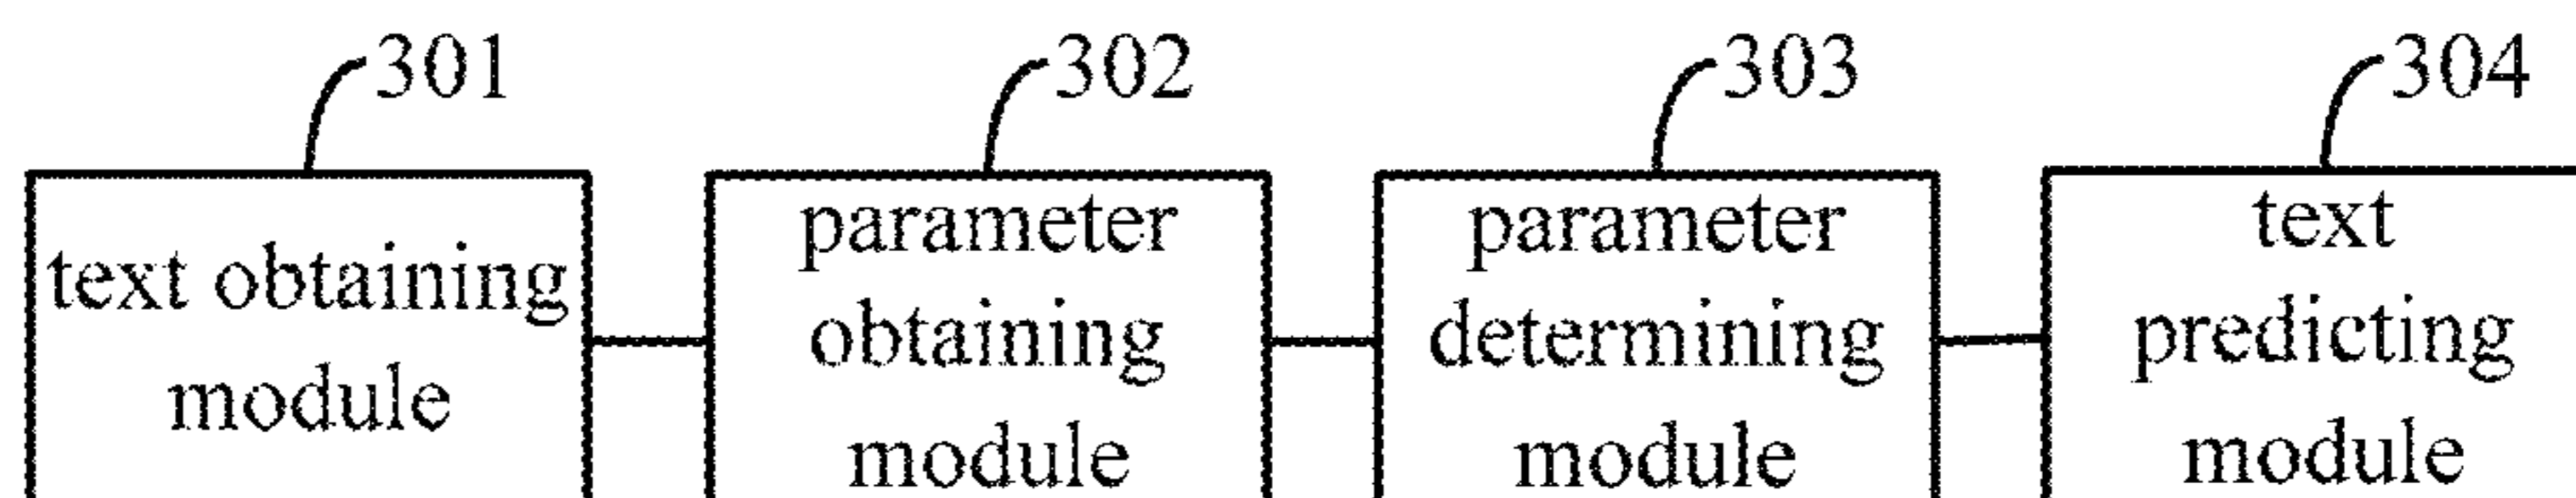 301
302
303
304
text obtaining
module
parameter
obtaining
module
parameter
determining
module
text
predicting
module